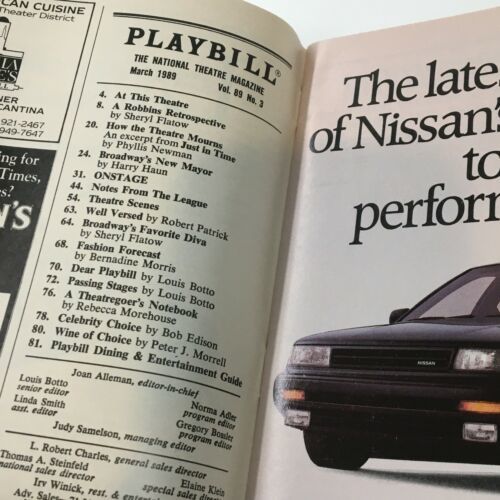 CAN CUISINE
Theater District
921-2467
949-7647
PLAYBILL®
THE NATIONAL THEATRE MAGAZINE
March 1989 Vol. 89 No. 3
4. At This Theatre
8. A Robbins Retrospective
by Sheryl Flatow
20. How the Theatre Mourns
An excerpt from Just in Time
by Phyllis Newman
24. Broadway's New Mayor
by Harry Haun
31. ONSTAGE
44. Notes From The League
54. Theatre Scenes
63. Well Versed by Robert Patrick
64. Broadway's Favorite Diva
by Sheryl Flatow
68. Fashion Forecast
by Bernadine Morris
70. Dear Playbill by Louis Botto
72. Passing Stages by Louis Botto
76. A Theatregoer's Notebook
by Rebecca Morehouse
78. Celebrity Choice by Bob Edison
80. Wine of Choice by Peter J. Morrell
81. Playbill Dining & Entertainment Guide
Joan Alleman, editor-in-chief
Louis Botto
senior editor
Norma Adler
program editor
Linda Smith
asst. editor
Gregory Bossler
program editor
Judy Samelson, managing editor
L. Robert Charles, general sales director
Thomas A. Steinfeld
national sales director
Elaine Klein
special sales director
Irv Winick, rest. & enter
Adv. Sales
ing for
Times,
es?
N'S
The late
of Nissan's
to
perform
NISSAN